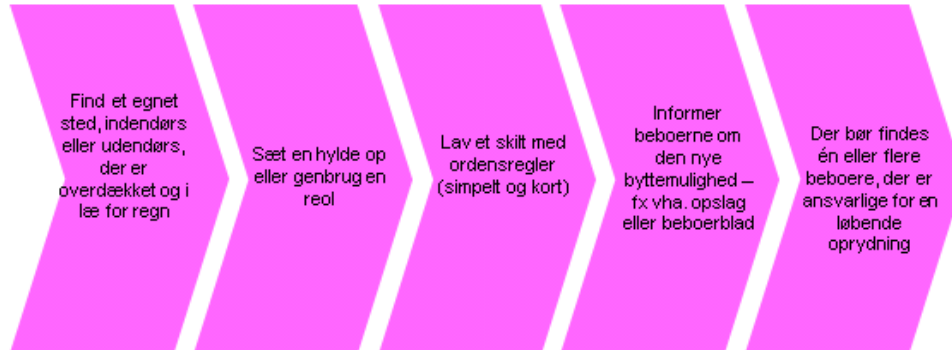 Find et egnet
sted, indendørs
eller udendørs,
der er
overdækket og i
læ for regn
Sæt en hylde op
eller genbrug en
reol
Lav et skilt med
ordensregler
(simpelt og kort)
Informer
beboerne om
den nye
byttemulighed –
fx vha. opslag
eller beboerblad
Der bør findes
én eller flere
beboere, der er
ansvarlige for en
løbende
oprydning